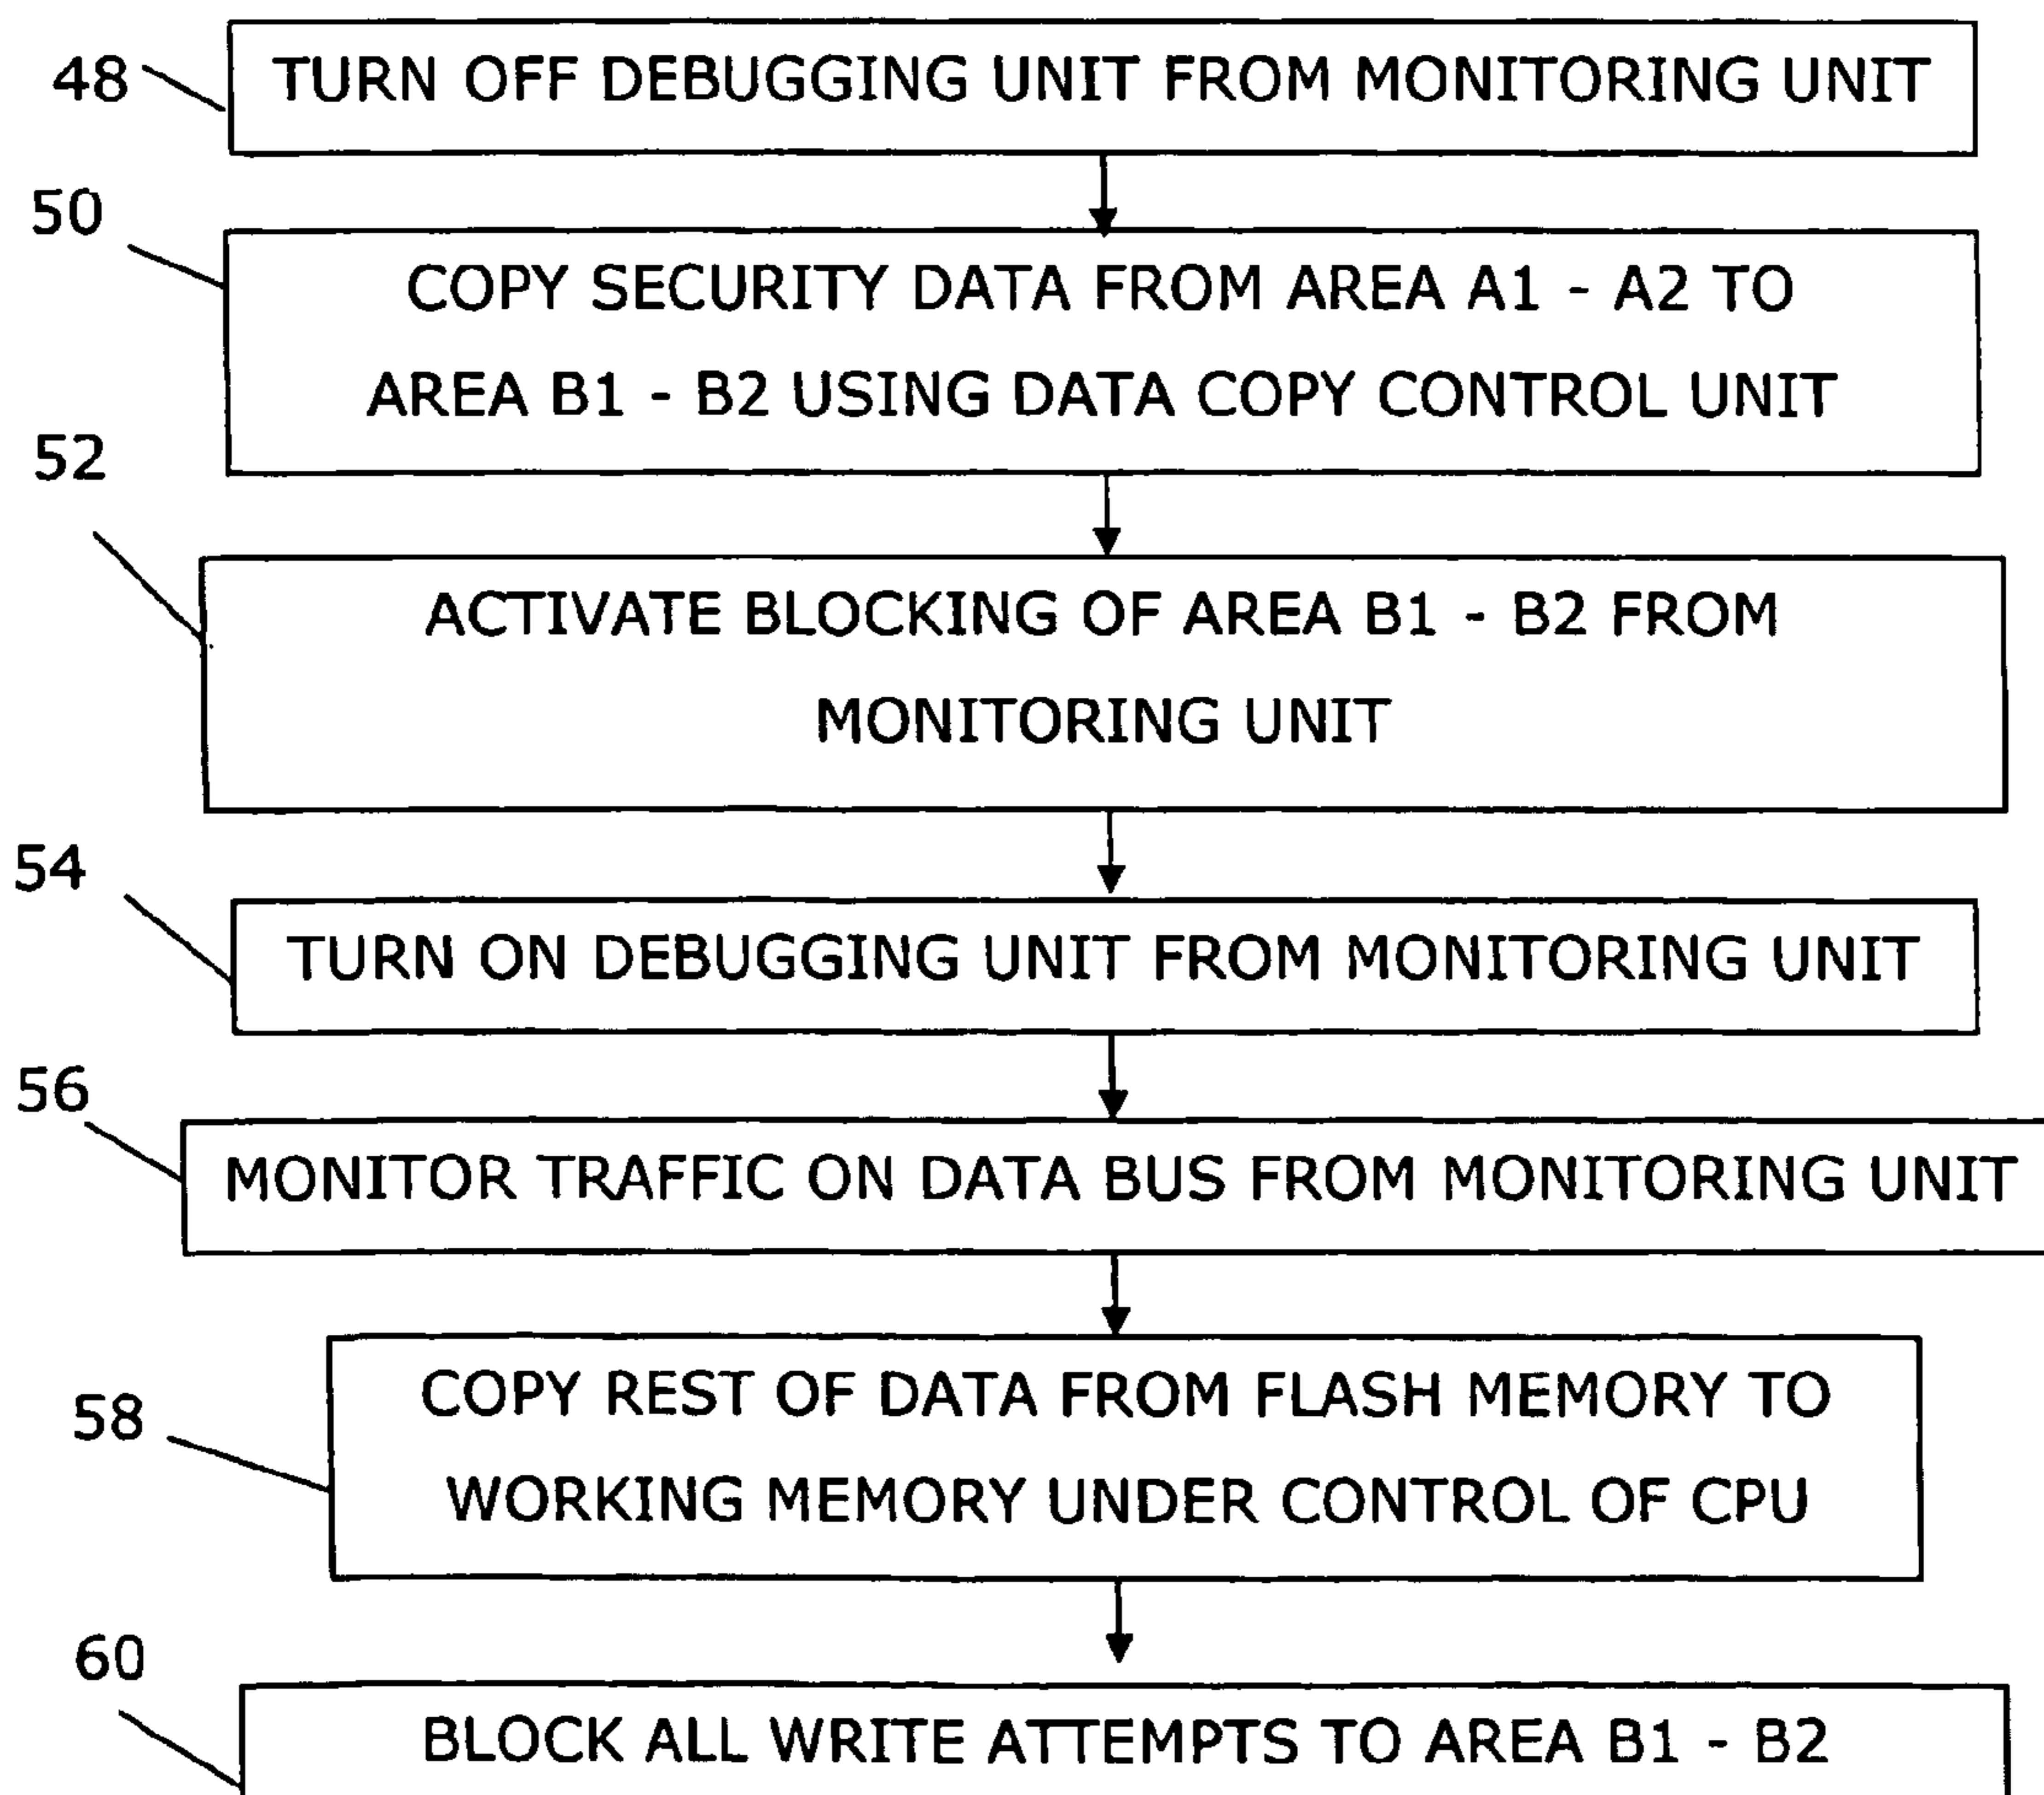 48
TURN OFF DEBUGGING UNIT FROM MONITORING UNIT
50
COPY SECURITY DATA FROM AREA A1 - A2 TO
AREA B1 - B2 USING DATA COPY CONTROL UNIT
52
ACTIVATE BLOCKING OF AREA B1 - B2 FROM
MONITORING UNIT
54
TURN ON DEBUGGING UNIT FROM MONITORING UNIT
56
MONITOR TRAFFIC ON DATA BUS FROM MONITORING UNIT
58
COPY REST OF DATA FROM FLASH MEMORY TO
WORKING MEMORY UNDER CONTROL OF CPU
60
BLOCK ALL WRITE ATTEMPTS TO AREA B1 - B2